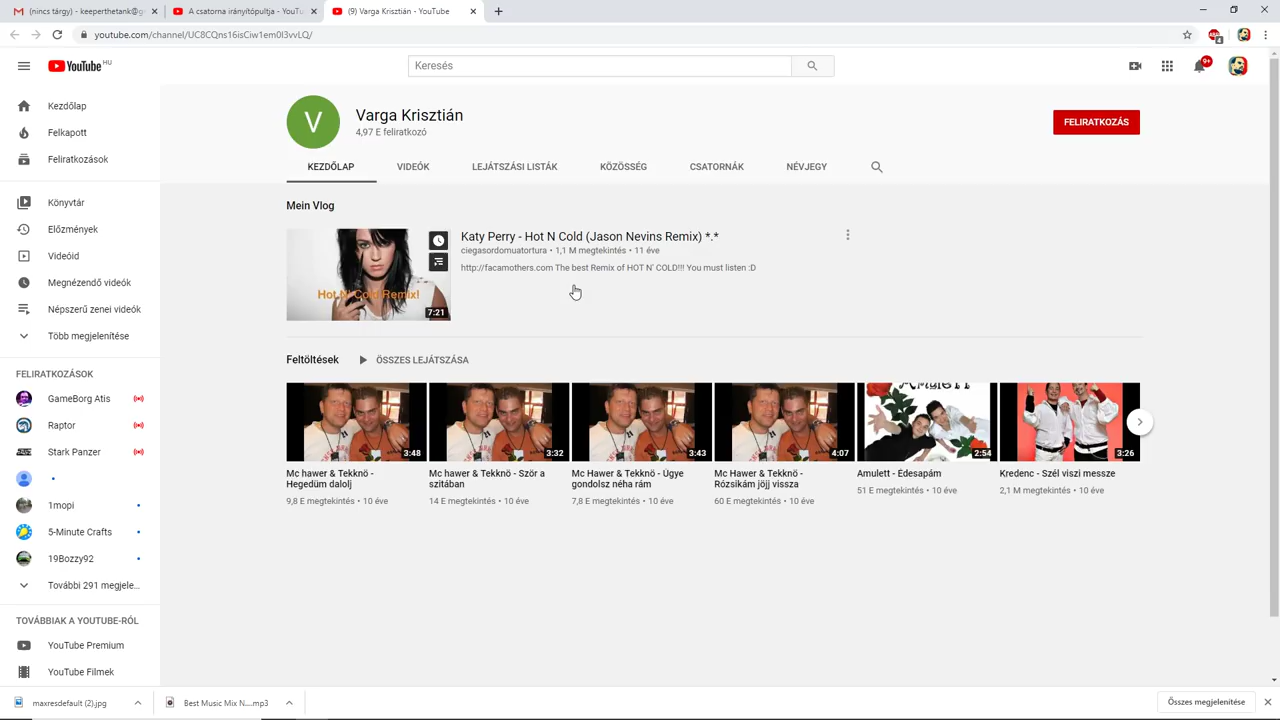 (nincs tárgy) - keeperthetank@g
A csatorna irányítópultja - YouTu
(9) Varga Krisztián - YouTube
youtube.com/channel/UC8CQns16isCiw1em0l3vvLQ/
YouTube HU
Keresés
9+
Kezdőlap
Felkapott
Feliratkozások
Könyvtár
Előzmények
Videóid
Megnézendő videók
Népszerű zenei videók
Több megjelenítése
FELIRATKOZÁSOK
GameBorg Atis
Raptor
Stark Panzer
1mopi
5-Minute Crafts
19Bozzy92
További 291 megjele...
TOVÁBBIAK A YOUTUBE-RÓL
YouTube Premium
YouTube Filmek
V
Varga Krisztián
4,97 E feliratkozó
FELIRATKOZÁS
KEZDŐLAP
VIDEÓK
LEJÁTSZÁSI LISTÁK
KÖZÖSSÉG
CSATORNÁK
NÉVJEGY
Mein Vlog
Hot N' Cold Remix!
7:21
Katy Perry - Hot N Cold (Jason Nevins Remix) *.*
ciegasordomuatortura • 1,1 M megtekintés • 11 éve
http://facamothers.com The best Remix of HOT N' COLD!!! You must listen :D
Feltöltések
ÖSSZES LEJÁTSZÁSA
3:48
Mc hawer & Tekknö -
Hegedüm dalolj
9,8 E megtekintés • 10 éve
3:32
Mc hawer & Tekknö - Ször a
szitában
14 E megtekintés • 10 éve
3:43
Mc Hawer & Tekknö - Úgye
gondolsz néha rám
7,8 E megtekintés • 10 éve
4:07
Mc Hawer & Tekknö -
Rózsikám jöjj vissza
60 E megtekintés • 10 éve
2:54
Amulett - Édesapám
51 E megtekintés • 10 éve
3:26
Kredenc - Szél viszi messze
2,1 M megtekintés • 10 éve
maxresdefault (2).jpg
Best Music Mix N....mp3
Összes megjelenítése